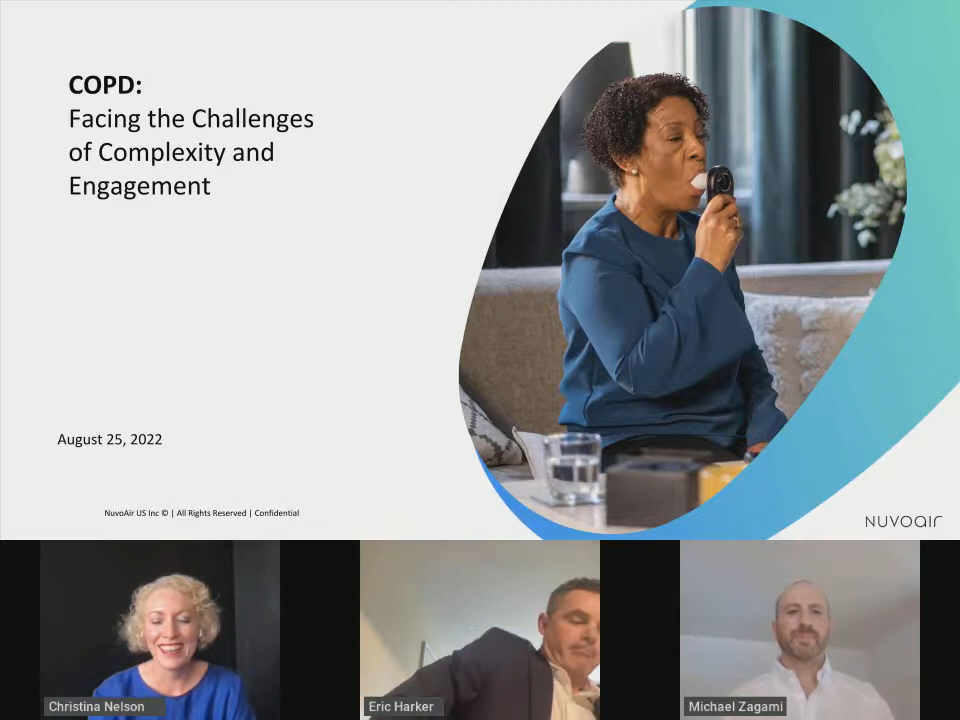 COPD:
Facing the Challenges
of Complexity and
Engagement
August 25, 2022
NuvoAir US Inc © | All Rights Reserved | Confidential
NUVOAIR
Christina Nelson
Eric Harker
Michael Zagami